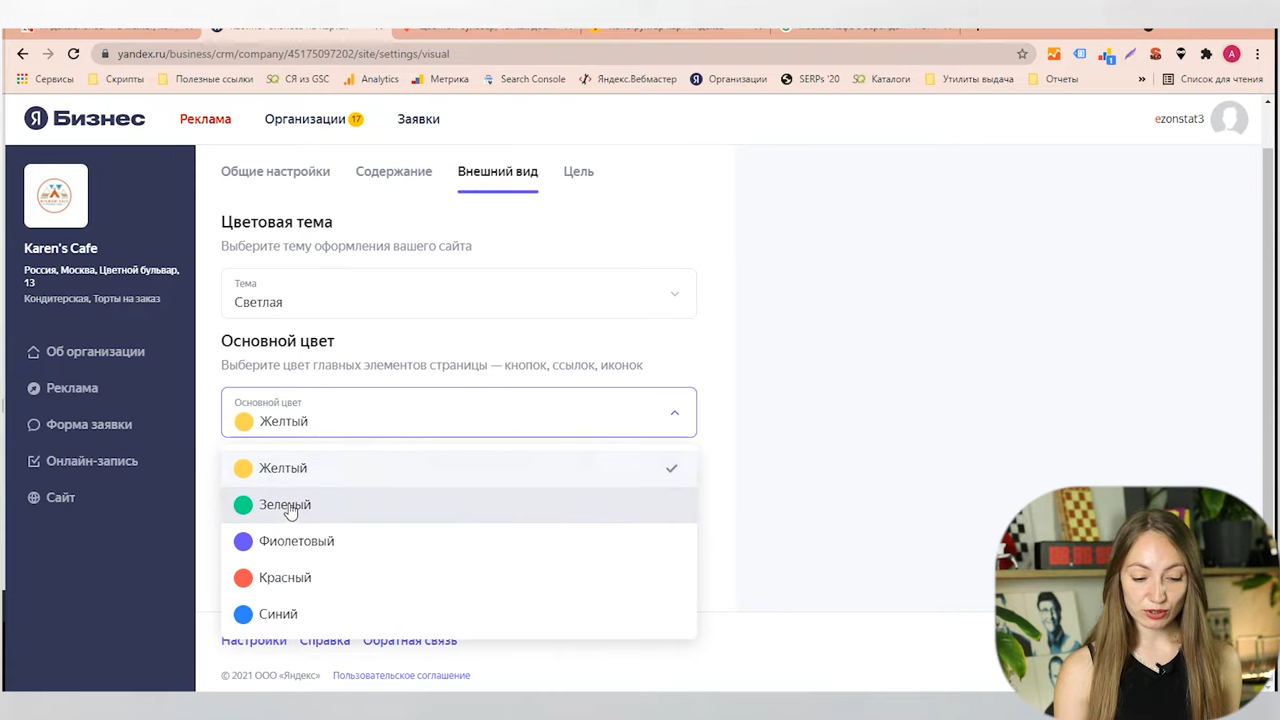 yandex.ru/business/crm/company/45175097202/site/settings/visual
A
Сервисы Скрипты Полезные ссылки СЯ из GSC Analytics Метрика Search Console Яндекс.Вебмастер Организации SERPs '20 Каталоги Утилиты выдача Отчеты » Список для чтения
Я Бизнес Реклама Организации 17 Заявки ezonstat3
Общие настройки Содержание Внешний вид Цель
Karen's Cafe
Россия, Москва, Цветной бульвар,
13
Кондитерская, Торты на заказ
Об организации
Реклама
Форма заявки
Онлайн-запись
Сайт
Цветовая тема
Выберите тему оформления вашего сайта
Тема
Светлая
Основной цвет
Выберите цвет главных элементов страницы — кнопок, ссылок, иконок
Основной цвет
Желтый
Желтый
Зеленый
Фиолетовый
Красный
Синий
Настройки Справка Обратная связь
© 2021 ООО «Яндекс» Пользовательское соглашение